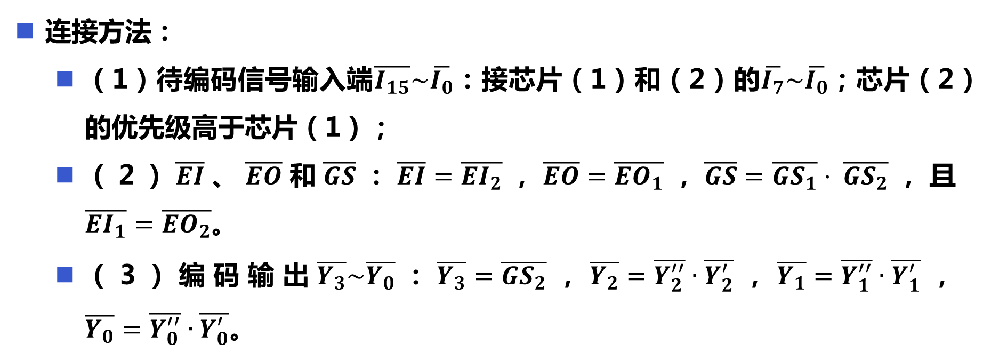 连接方法：
（1）待编码信号输入端$\overline{I_{15}}$~$\overline{I_0}$：接芯片（1）和（2）的$\overline{I_7}$~$\overline{I_0}$；芯片（2）
的优先级高于芯片（1）；
（2）$\overline{EI}$、$\overline{EO}$和$\overline{GS}$：$\overline{EI} = \overline{EI_2}$，$\overline{EO} = \overline{EO_1}$，$\overline{GS} = \overline{GS_1} \cdot \overline{GS_2}$，且
$\overline{EI_1} = \overline{EO_2}$。
（3）编码输出$\overline{Y_3}$~$\overline{Y_0}$：$\overline{Y_3} = \overline{GS_2}$，$\overline{Y_2} = \overline{Y_2''} \cdot \overline{Y_2'}$，$\overline{Y_1} = \overline{Y_1''} \cdot \overline{Y_1'}$，
$\overline{Y_0} = \overline{Y_0''} \cdot \overline{Y_0'}$。